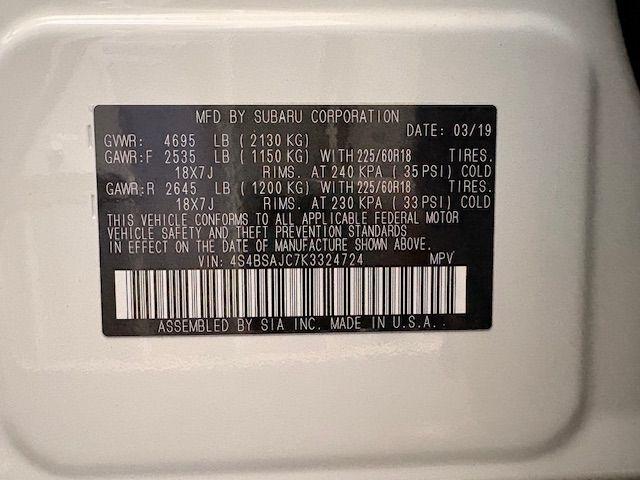 MFD BY SUBARU CORPORATION
DATE: 03/19
GVWR: 4695 LB ( 2130 KG)
GAWR:F 2535 LB ( 1150 KG) WITH 225/60R18 TIRES.
18X7J RIMS. AT 240 KPA ( 35 PSI) COLD
GAWR:R 2645 LB ( 1200 KG) WITH 225/60R18 TIRES.
18X7J RIMS. AT 230 KPA ( 33 PSI) COLD
THIS VEHICLE CONFORMS TO ALL APPLICABLE FEDERAL MOTOR
VEHICLE SAFETY AND THEFT PREVENTION STANDARDS
IN EFFECT ON THE DATE OF MANUFACTURE SHOWN ABOVE.
VIN: 4S4BSAJC7K3324724 MPV
ASSEMBLED BY SIA INC. MADE IN U.S.A.